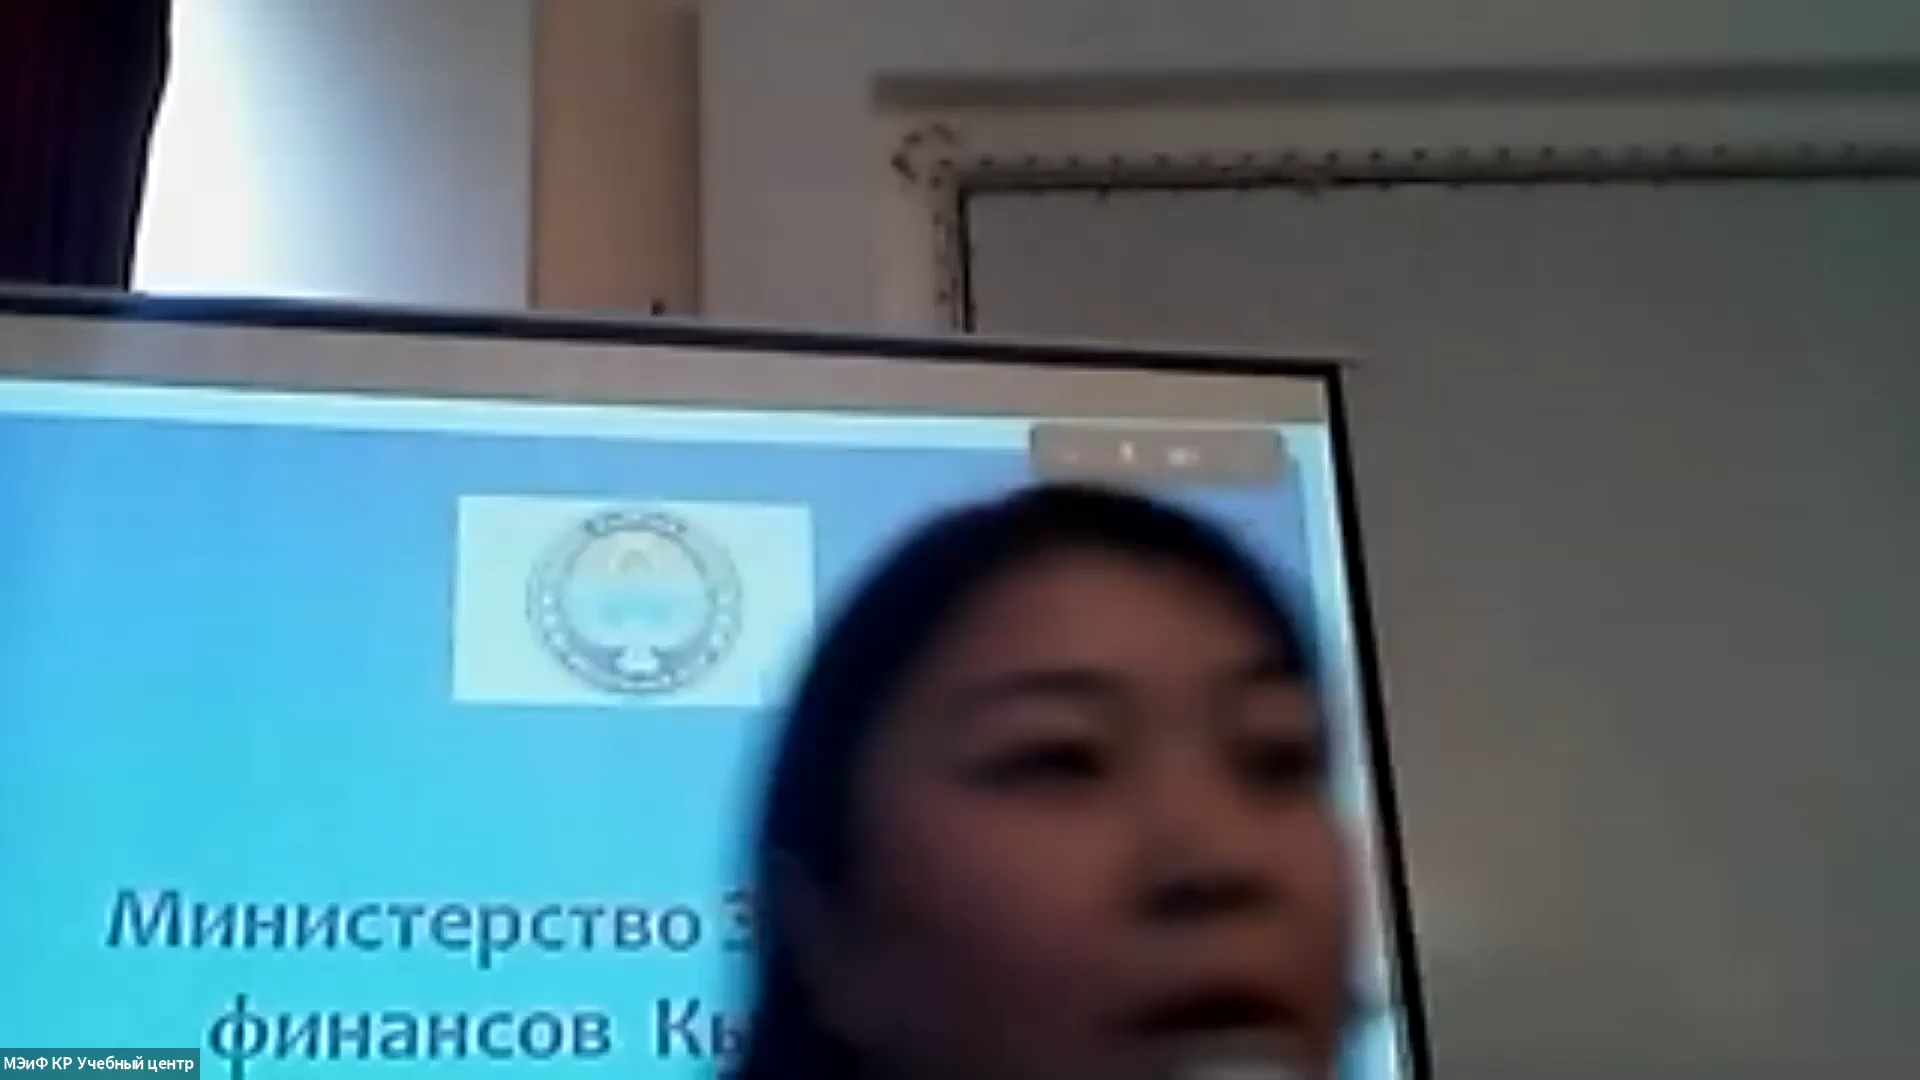 Министерство
финансов
МЭиФ КР Учебный центр